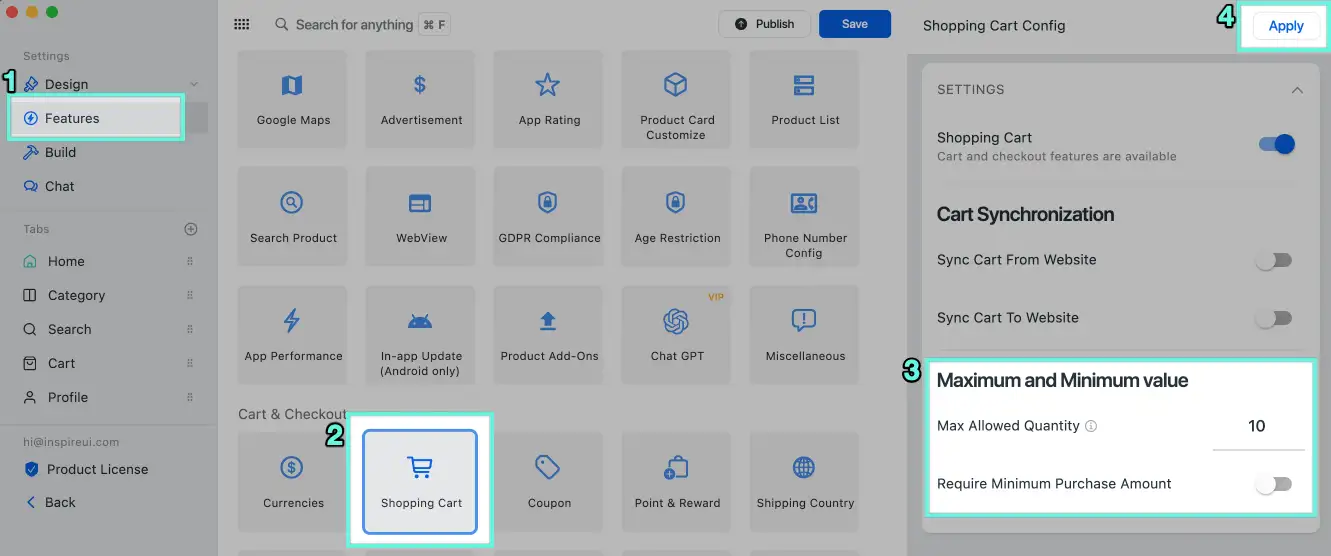 Settings
1
Design
Features
Build
Chat
Tabs
Home
Category
Search
Cart
Profile
hi@inspireui.com
Product License
Back
Search for anything
⌘ F
Publish
Save
Google Maps
Advertisement
App Rating
Product Card
Customize
Product List
Search Product
WebView
GDPR Compliance
Age Restriction
Phone Number
Config
App Performance
In-app Update
(Android only)
Product Add-Ons
VIP
Chat GPT
Miscellaneous
Cart & Checkout
2
Currencies
Shopping Cart
Coupon
Point & Reward
Shipping Country
Shopping Cart Config
4
Apply
SETTINGS
Shopping Cart
Cart and checkout features are available
Cart Synchronization
Sync Cart From Website
Sync Cart To Website
3
Maximum and Minimum value
Max Allowed Quantity
10
Require Minimum Purchase Amount